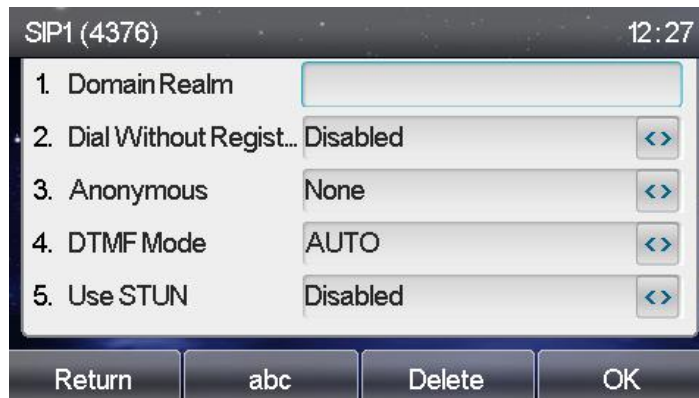 SIP1 (4376) 12:27
1. Domain Realm
2. Dial Without Regist... Disabled <>
3. Anonymous None <>
4. DTMF Mode AUTO <>
5. Use STUN Disabled <>
Return abc Delete OK